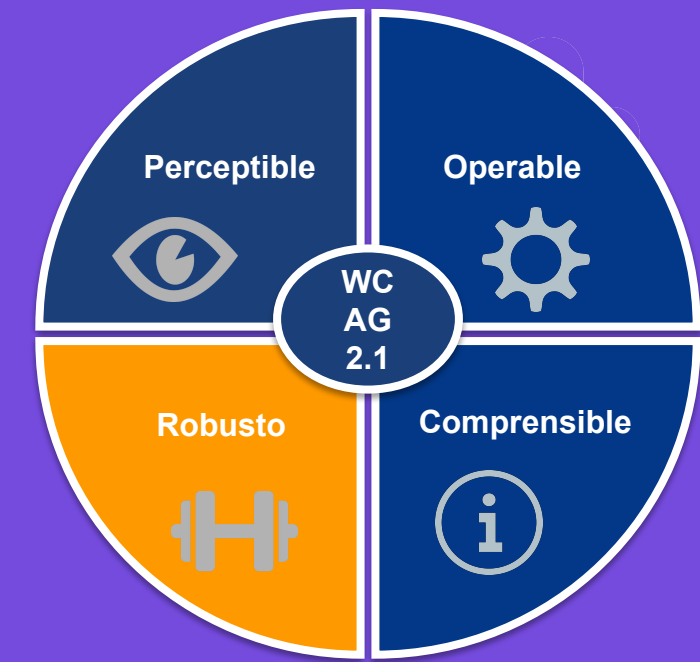 Perceptible
Operable
WC
AG
2.1
Robusto
Comprensible
i